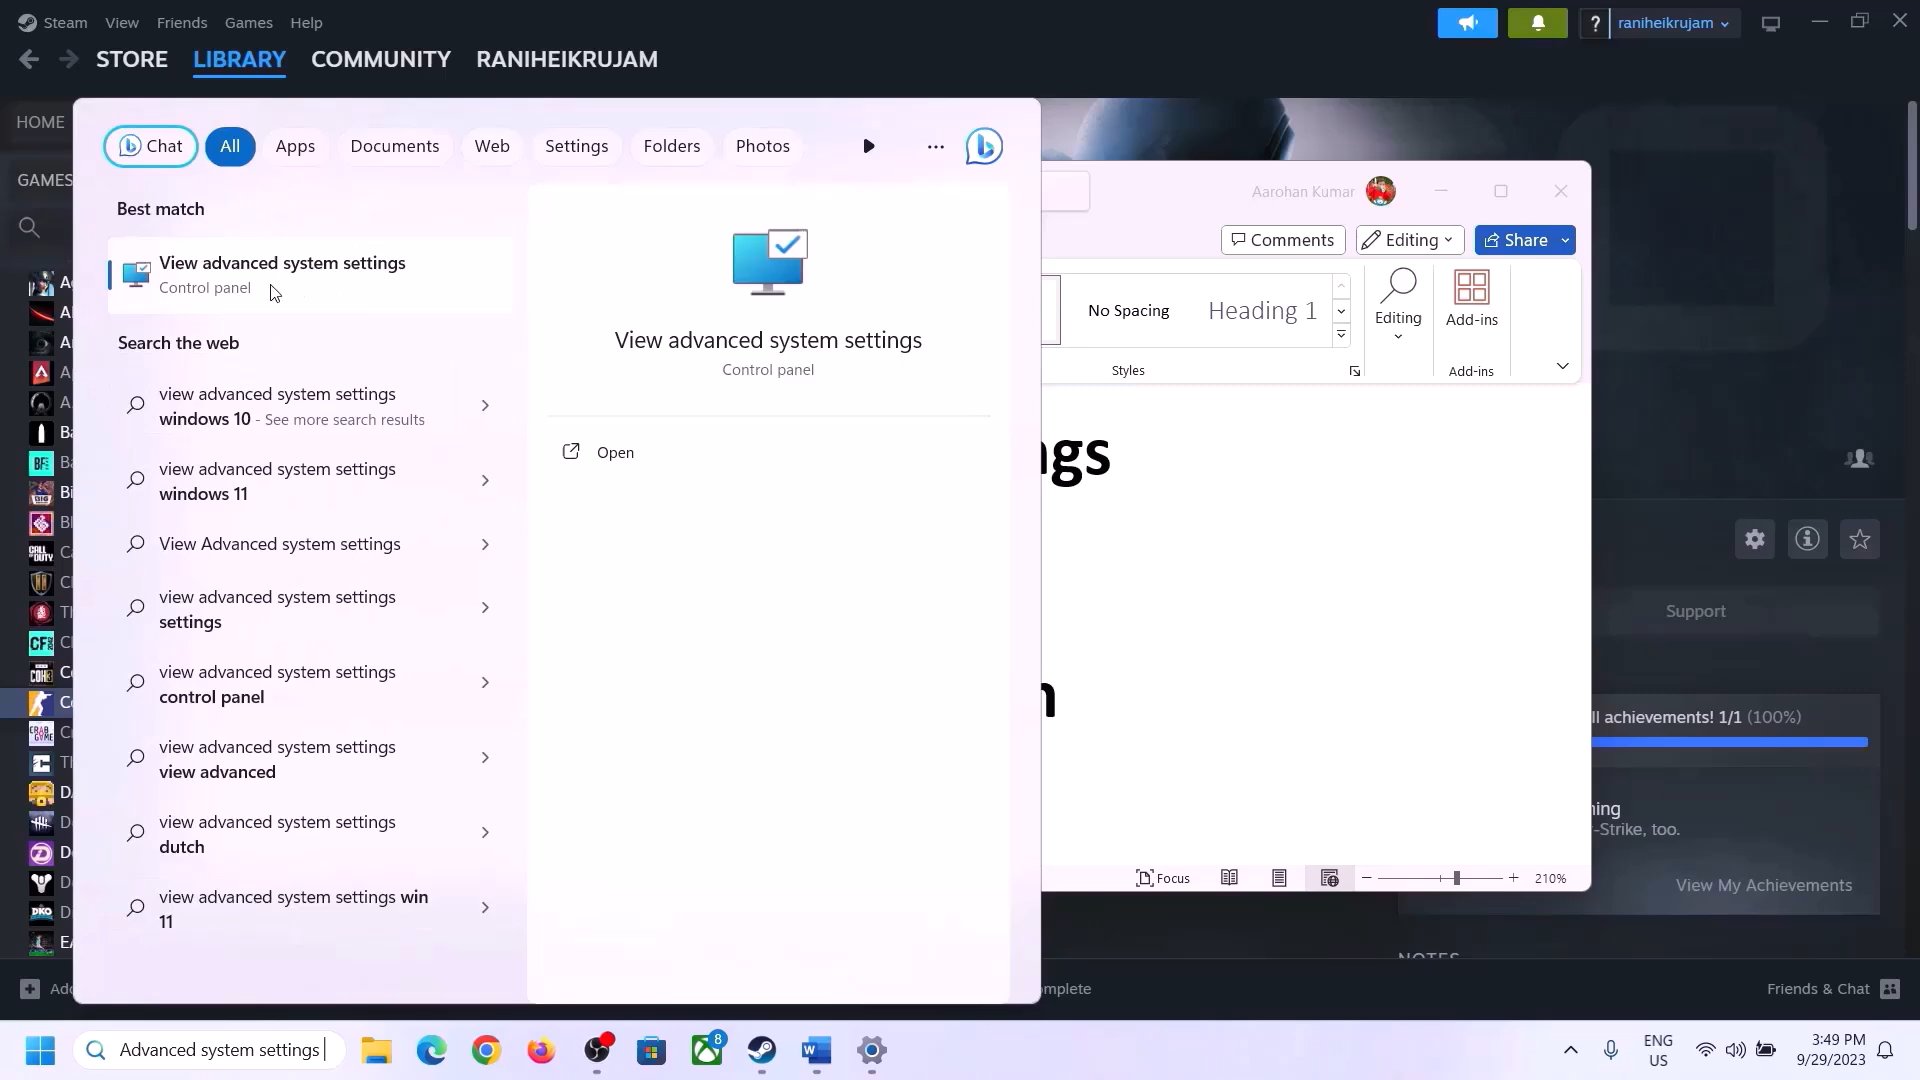 Steam View Friends Games Help
? raniheikrujam
STORE LIBRARY COMMUNITY RANIHEIKRUJAM
HOME
GAMES
Chat All Apps Documents Web Settings Folders Photos
Best match
View advanced system settings
Control panel
Search the web
view advanced system settings
windows 10 - See more search results
view advanced system settings
windows 11
View Advanced system settings
view advanced system settings
settings
view advanced system settings
control panel
view advanced system settings
view advanced
view advanced system settings
dutch
view advanced system settings win
11
View advanced system settings
Control panel
Open
Aarohan Kumar
Comments Editing Share
No Spacing Heading 1
Editing
Add-ins
Styles
Add-ins
ngs
n
Focus
210%
Support
ll achievements! 1/1 (100%)
-Strike, too.
View My Achievements
NOTES
Friends & Chat
Advanced system settings
8
ENG
US
3:49 PM
9/29/2023